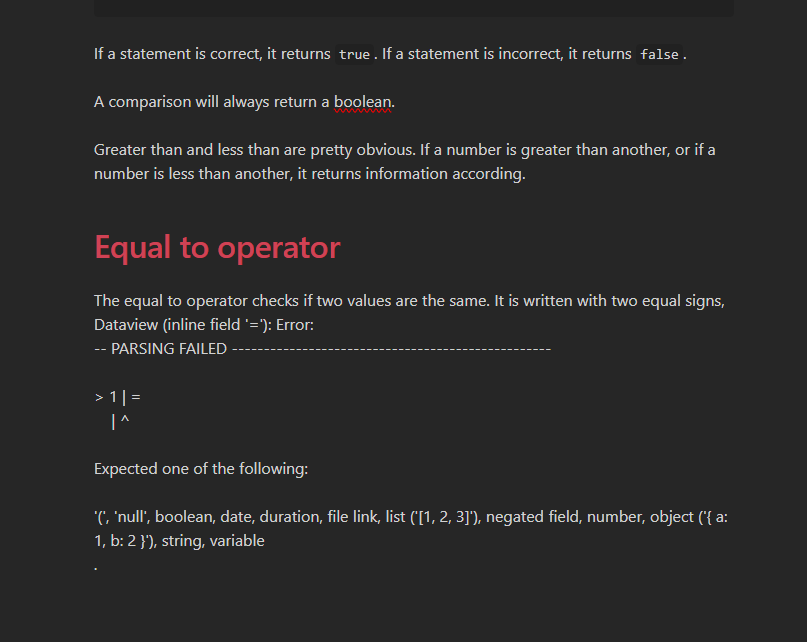 If a statement is correct, it returns true. If a statement is incorrect, it returns false.
A comparison will always return a boolean.
Greater than and less than are pretty obvious. If a number is greater than another, or if a
number is less than another, it returns information according.
Equal to operator
The equal to operator checks if two values are the same. It is written with two equal signs,
Dataview (inline field '='): Error:
-- PARSING FAILED --------------------------------------------------
> 1 | =
| ^
Expected one of the following:
'(', 'null', boolean, date, duration, file link, list ('[1, 2, 3]'), negated field, number, object ('{ a:
1, b: 2 }'), string, variable
.